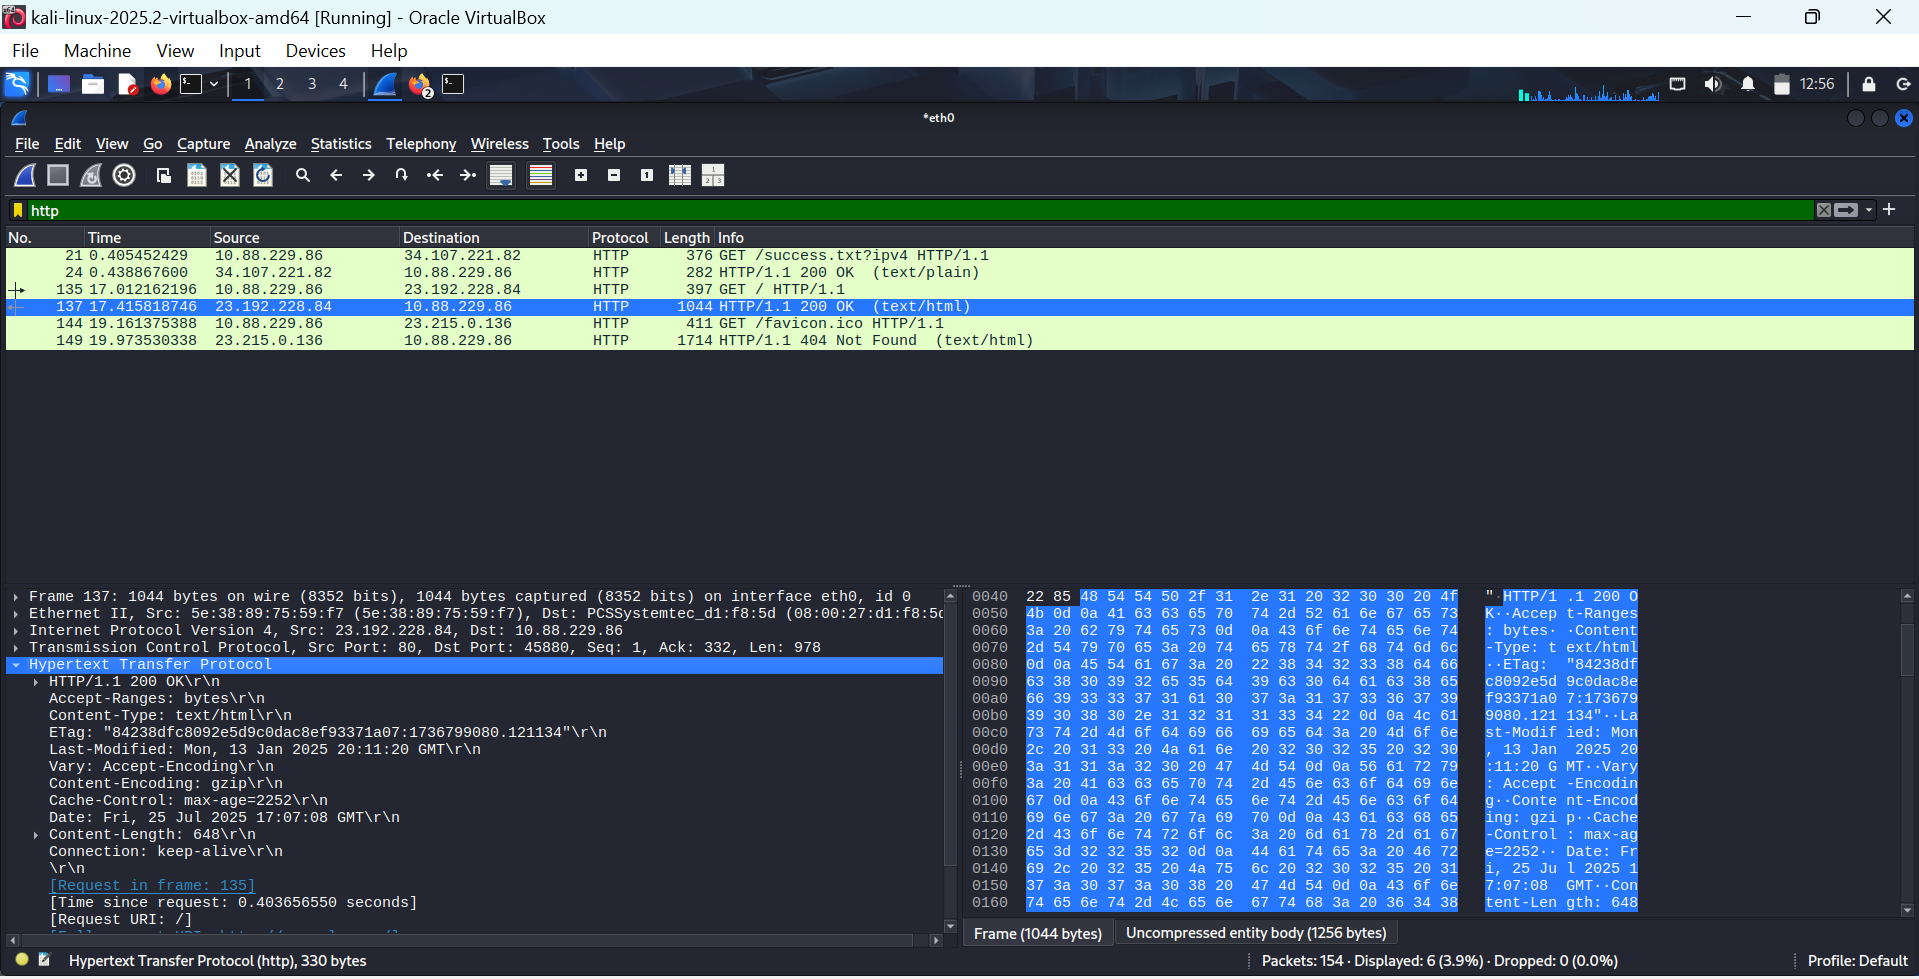 kali-linux-2025.2-virtualbox-amd64 [Running] - Oracle VirtualBox
File Machine View Input Devices Help
1 2 3 4 2 12:56
*eth0
File Edit View Go Capture Analyze Statistics Telephony Wireless Tools Help
http
No. Time Source Destination Protocol Length Info
21 0.405452429 10.88.229.86 34.107.221.82 HTTP 376 GET /success.txt?ipv4 HTTP/1.1
24 0.438867600 34.107.221.82 10.88.229.86 HTTP 282 HTTP/1.1 200 OK (text/plain)
135 17.012162196 10.88.229.86 23.192.228.84 HTTP 397 GET / HTTP/1.1
137 17.415818746 23.192.228.84 10.88.229.86 HTTP 1044 HTTP/1.1 200 OK (text/html)
144 19.161375388 10.88.229.86 23.215.0.136 HTTP 411 GET /favicon.ico HTTP/1.1
149 19.973530338 23.215.0.136 10.88.229.86 HTTP 1714 HTTP/1.1 404 Not Found (text/html)
Frame 137: 1044 bytes on wire (8352 bits), 1044 bytes captured (8352 bits) on interface eth0, id 0
Ethernet II, Src: 5e:38:89:75:59:f7 (5e:38:89:75:59:f7), Dst: PCSSystemtec_d1:f8:5d (08:00:27:d1:f8:5d
Internet Protocol Version 4, Src: 23.192.228.84, Dst: 10.88.229.86
Transmission Control Protocol, Src Port: 80, Dst Port: 45880, Seq: 1, Ack: 332, Len: 978
Hypertext Transfer Protocol
HTTP/1.1 200 OK\r\n
Accept-Ranges: bytes\r\n
Content-Type: text/html\r\n
ETag: "84238dfc8092e5d9c0dac8ef93371a07:1736799080.121134"\r\n
Last-Modified: Mon, 13 Jan 2025 20:11:20 GMT\r\n
Vary: Accept-Encoding\r\n
Content-Encoding: gzip\r\n
Cache-Control: max-age=2252\r\n
Date: Fri, 25 Jul 2025 17:07:08 GMT\r\n
Content-Length: 648\r\n
Connection: keep-alive\r\n
\r\n
[Request in frame: 135]
[Time since request: 0.403656550 seconds]
[Request URI: /]
0040 22 85 48 54 54 50 2f 31 2e 31 20 32 30 30 20 4f "·HTTP/1 .1 200 O
0050 4b 0d 0a 41 63 63 65 70 74 2d 52 61 6e 67 65 73 K··Accep t-Ranges
0060 3a 20 62 79 74 65 73 0d 0a 43 6f 6e 74 65 6e 74 : bytes· ·Content
0070 2d 54 79 70 65 3a 20 74 65 78 74 2f 68 74 6d 6c -Type: t ext/html
0080 0d 0a 45 54 61 67 3a 20 22 38 34 32 33 38 64 66 ··ETag: "84238df
0090 63 38 30 39 32 65 35 64 39 63 30 64 61 63 38 65 c8092e5d 9c0dac8e
00a0 66 39 33 33 37 31 61 30 37 3a 31 37 33 36 37 39 f93371a0 7:173679
00b0 39 30 38 30 2e 31 32 31 31 33 34 22 0d 0a 4c 61 9080.121 134"··La
00c0 73 74 2d 4d 6f 64 69 66 69 65 64 3a 20 4d 6f 6e st-Modif ied: Mon
00d0 2c 20 31 33 20 4a 61 6e 20 32 30 32 35 20 32 30 , 13 Jan 2025 20
00e0 3a 31 31 3a 32 30 20 47 4d 54 0d 0a 56 61 72 79 :11:20 G MT··Vary
00f0 3a 20 41 63 63 65 70 74 2d 45 6e 63 6f 64 69 6e : Accept -Encodin
0100 67 0d 0a 43 6f 6e 74 65 6e 74 2d 45 6e 63 6f 64 g··Conte nt-Encod
0110 69 6e 67 3a 20 67 7a 69 70 0d 0a 43 61 63 68 65 ing: gzi p··Cache
0120 2d 43 6f 6e 74 72 6f 6c 3a 20 6d 61 78 2d 61 67 -Control : max-ag
0130 65 3d 32 32 35 32 0d 0a 44 61 74 65 3a 20 46 72 e=2252·· Date: Fr
0140 69 2c 20 32 35 20 4a 75 6c 20 32 30 32 35 20 31 i, 25 Ju l 2025 1
0150 37 3a 30 37 3a 30 38 20 47 4d 54 0d 0a 43 6f 6e 7:07:08 GMT··Con
0160 74 65 6e 74 2d 4c 65 6e 67 74 68 3a 20 36 34 38 tent-Len gth: 648
Frame (1044 bytes) Uncompressed entity body (1256 bytes)
Hypertext Transfer Protocol (http), 330 bytes Packets: 154 · Displayed: 6 (3.9%) · Dropped: 0 (0.0%) Profile: Default